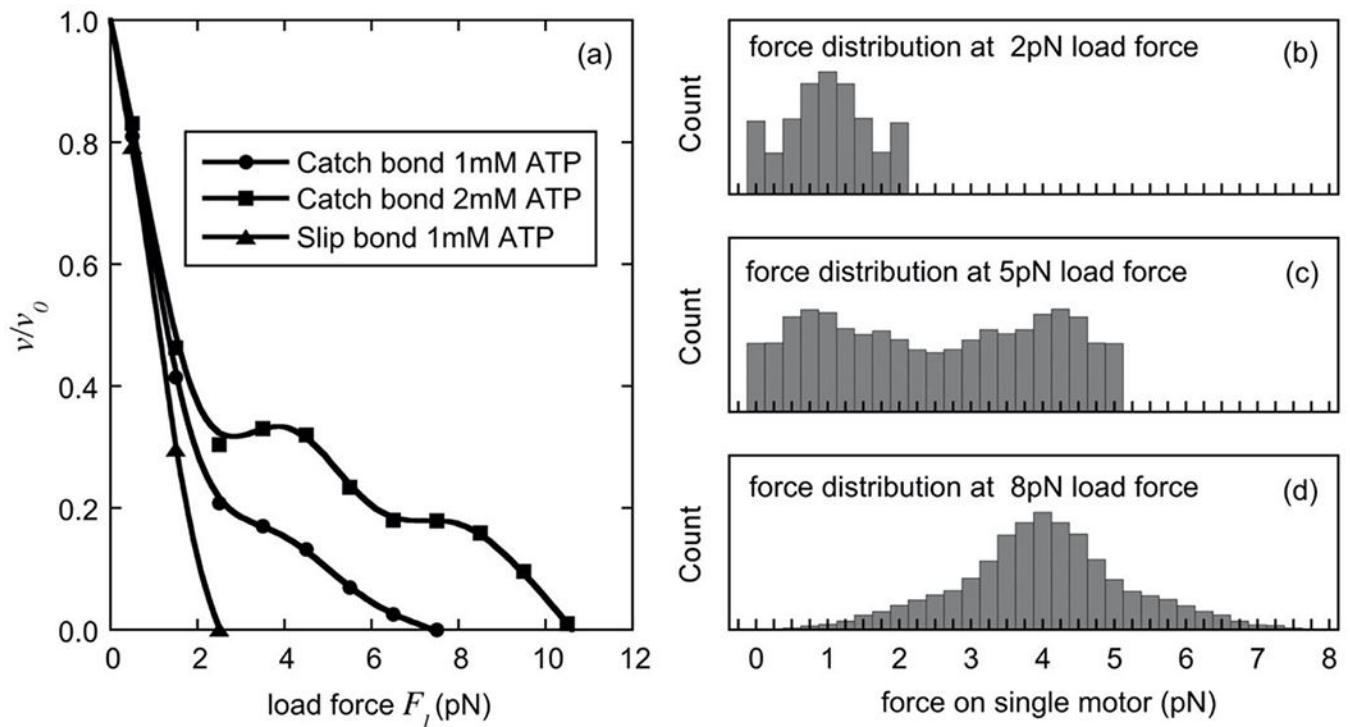 (a)
1.0
0.8
0.6
0.4
0.2
0.0
v/v0
Catch bond 1mM ATP
Catch bond 2mM ATP
Slip bond 1mM ATP
0 2 4 6 8 10 12
load force Fl (pN)
force distribution at 2pN load force (b)
Count
force distribution at 5pN load force (c)
Count
force distribution at 8pN load force (d)
Count
0 1 2 3 4 5 6 7 8
force on single motor (pN)